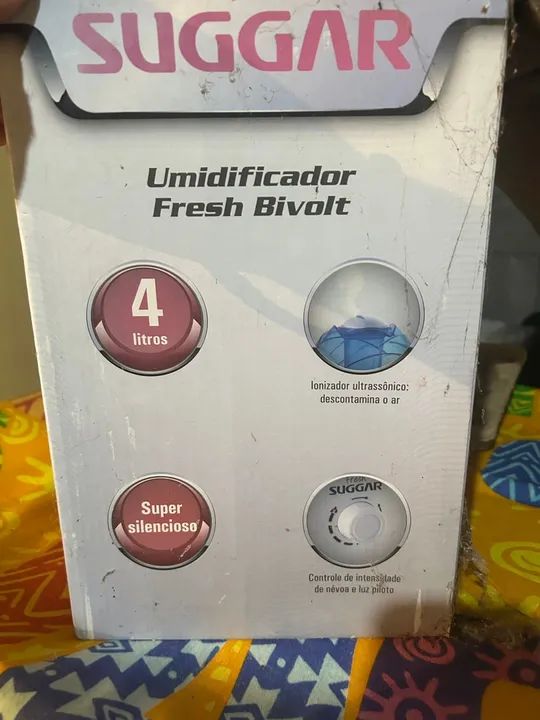 SUGGAR
Umidificador
Fresh Bivolt
4
litros
Ionizador ultrassônico:
descontamina o ar
Super
silencioso
Fresh
SUGGAR
Controle de intensidade
de névoa e luz piloto